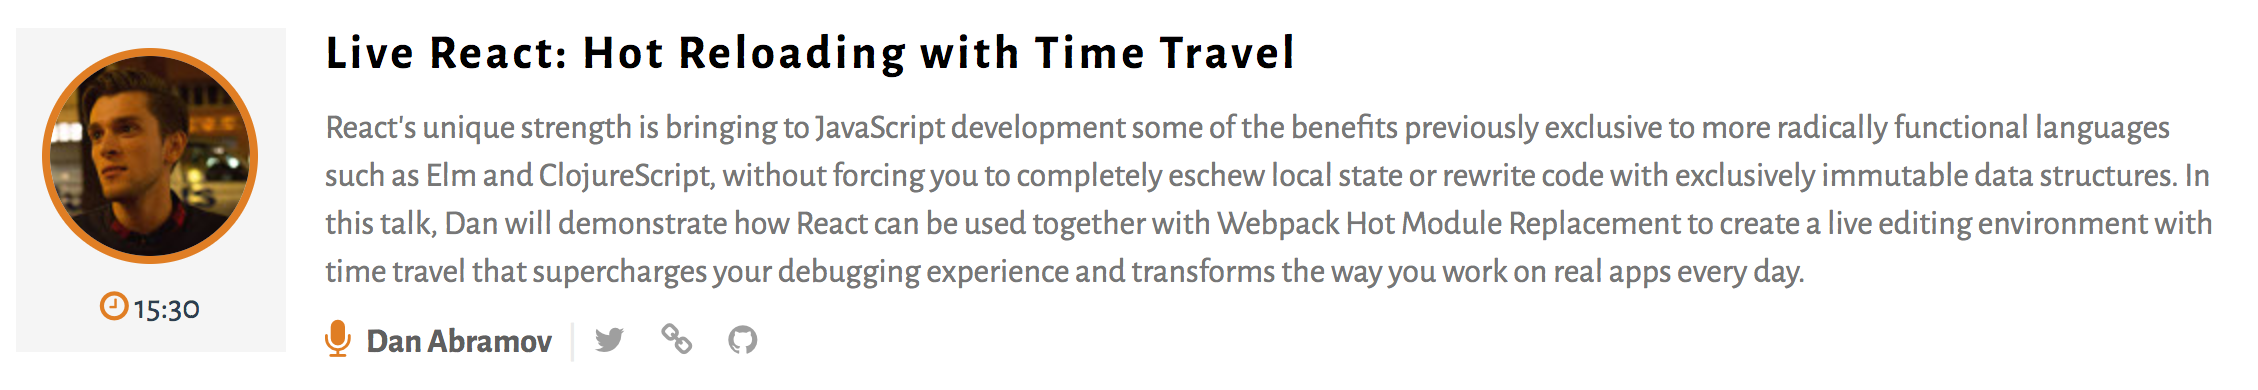 Live React: Hot Reloading with Time Travel
React's unique strength is bringing to JavaScript development some of the benefits previously exclusive to more radically functional languages
such as Elm and ClojureScript, without forcing you to completely eschew local state or rewrite code with exclusively immutable data structures. In
this talk, Dan will demonstrate how React can be used together with Webpack Hot Module Replacement to create a live editing environment with
time travel that supercharges your debugging experience and transforms the way you work on real apps every day.
15:30
Dan Abramov